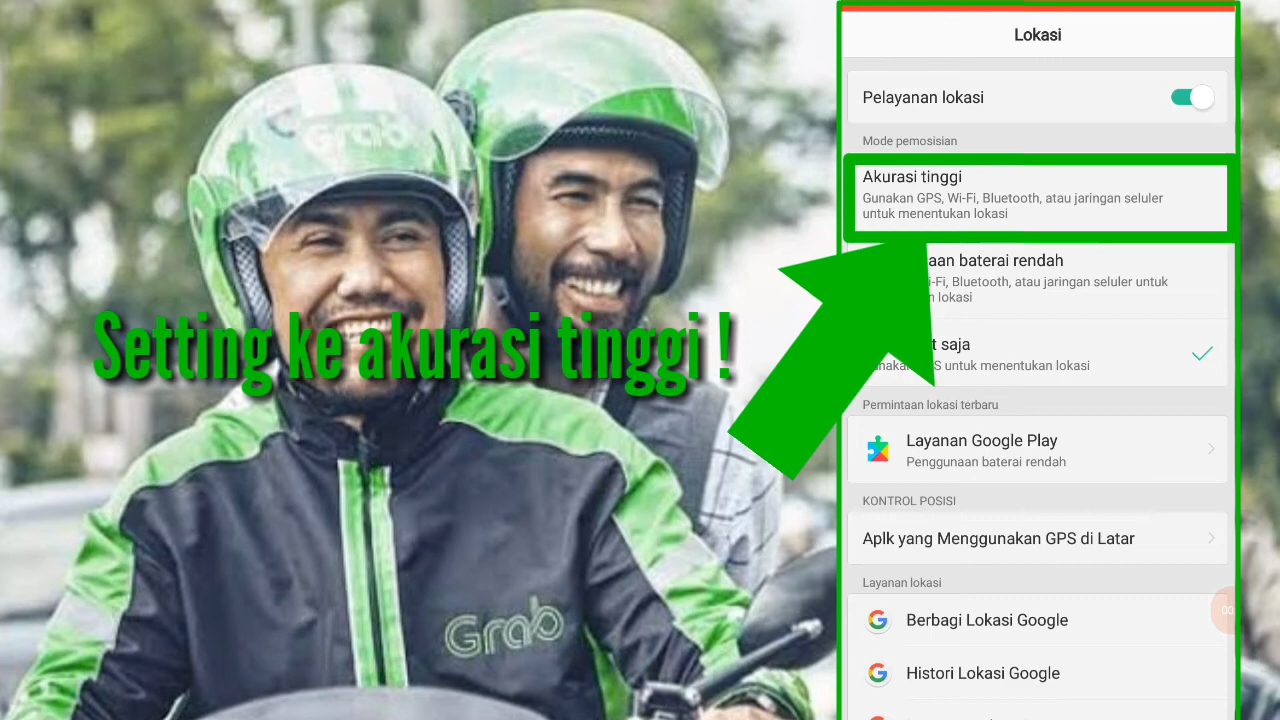 Grab
Setting ke akurasi tinggi !
Grab
Lokasi
Pelayanan lokasi
Mode pemosisian
Akurasi tinggi
Gunakan GPS, Wi-Fi, Bluetooth, atau jaringan seluler
untuk menentukan lokasi
baterai rendah
Bluetooth, atau jaringan seluler untuk
lokasi
saja
untuk menentukan lokasi
Permintaan lokasi terbaru
Layanan Google Play
Penggunaan baterai rendah
KONTROL POSISI
Aplk yang Menggunakan GPS di Latar
Layanan lokasi
Berbagi Lokasi Google
Histori Lokasi Google